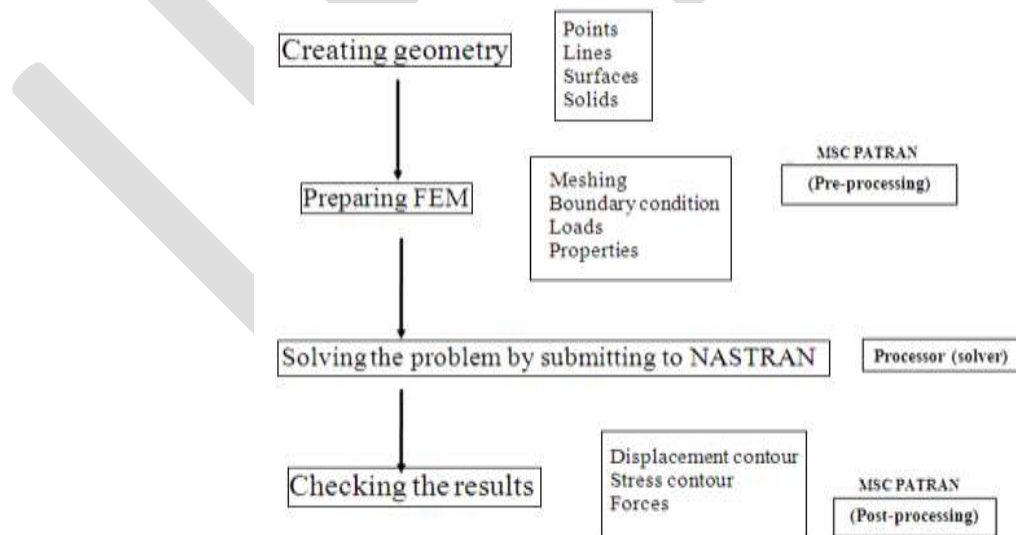 Creating geometry
Points
Lines
Surfaces
Solids
Preparing FEM
Meshing
Boundary condition
Loads
Properties
MSC PATRAN
(Pre-processing)
Solving the problem by submitting to NASTRAN
Processor (solver)
Checking the results
Displacement contour
Stress contour
Forces
MSC PATRAN
(Post-processing)